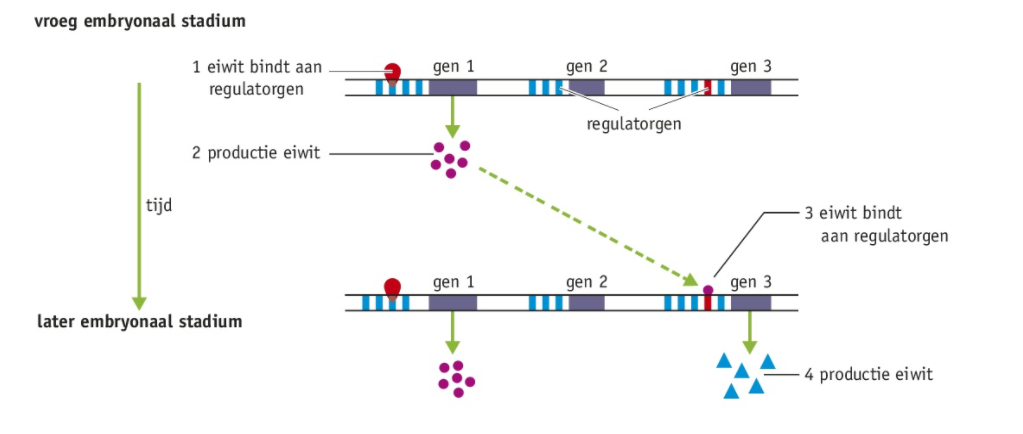 vroeg embryonaal stadium
1 eiwit bindt aan
regulatorgen
gen 1
gen 2
gen 3
regulatorgen
2 productie eiwit
tijd
3 eiwit bindt
aan regulatorgen
gen 1
gen 2
gen 3
later embryonaal stadium
4 productie eiwit